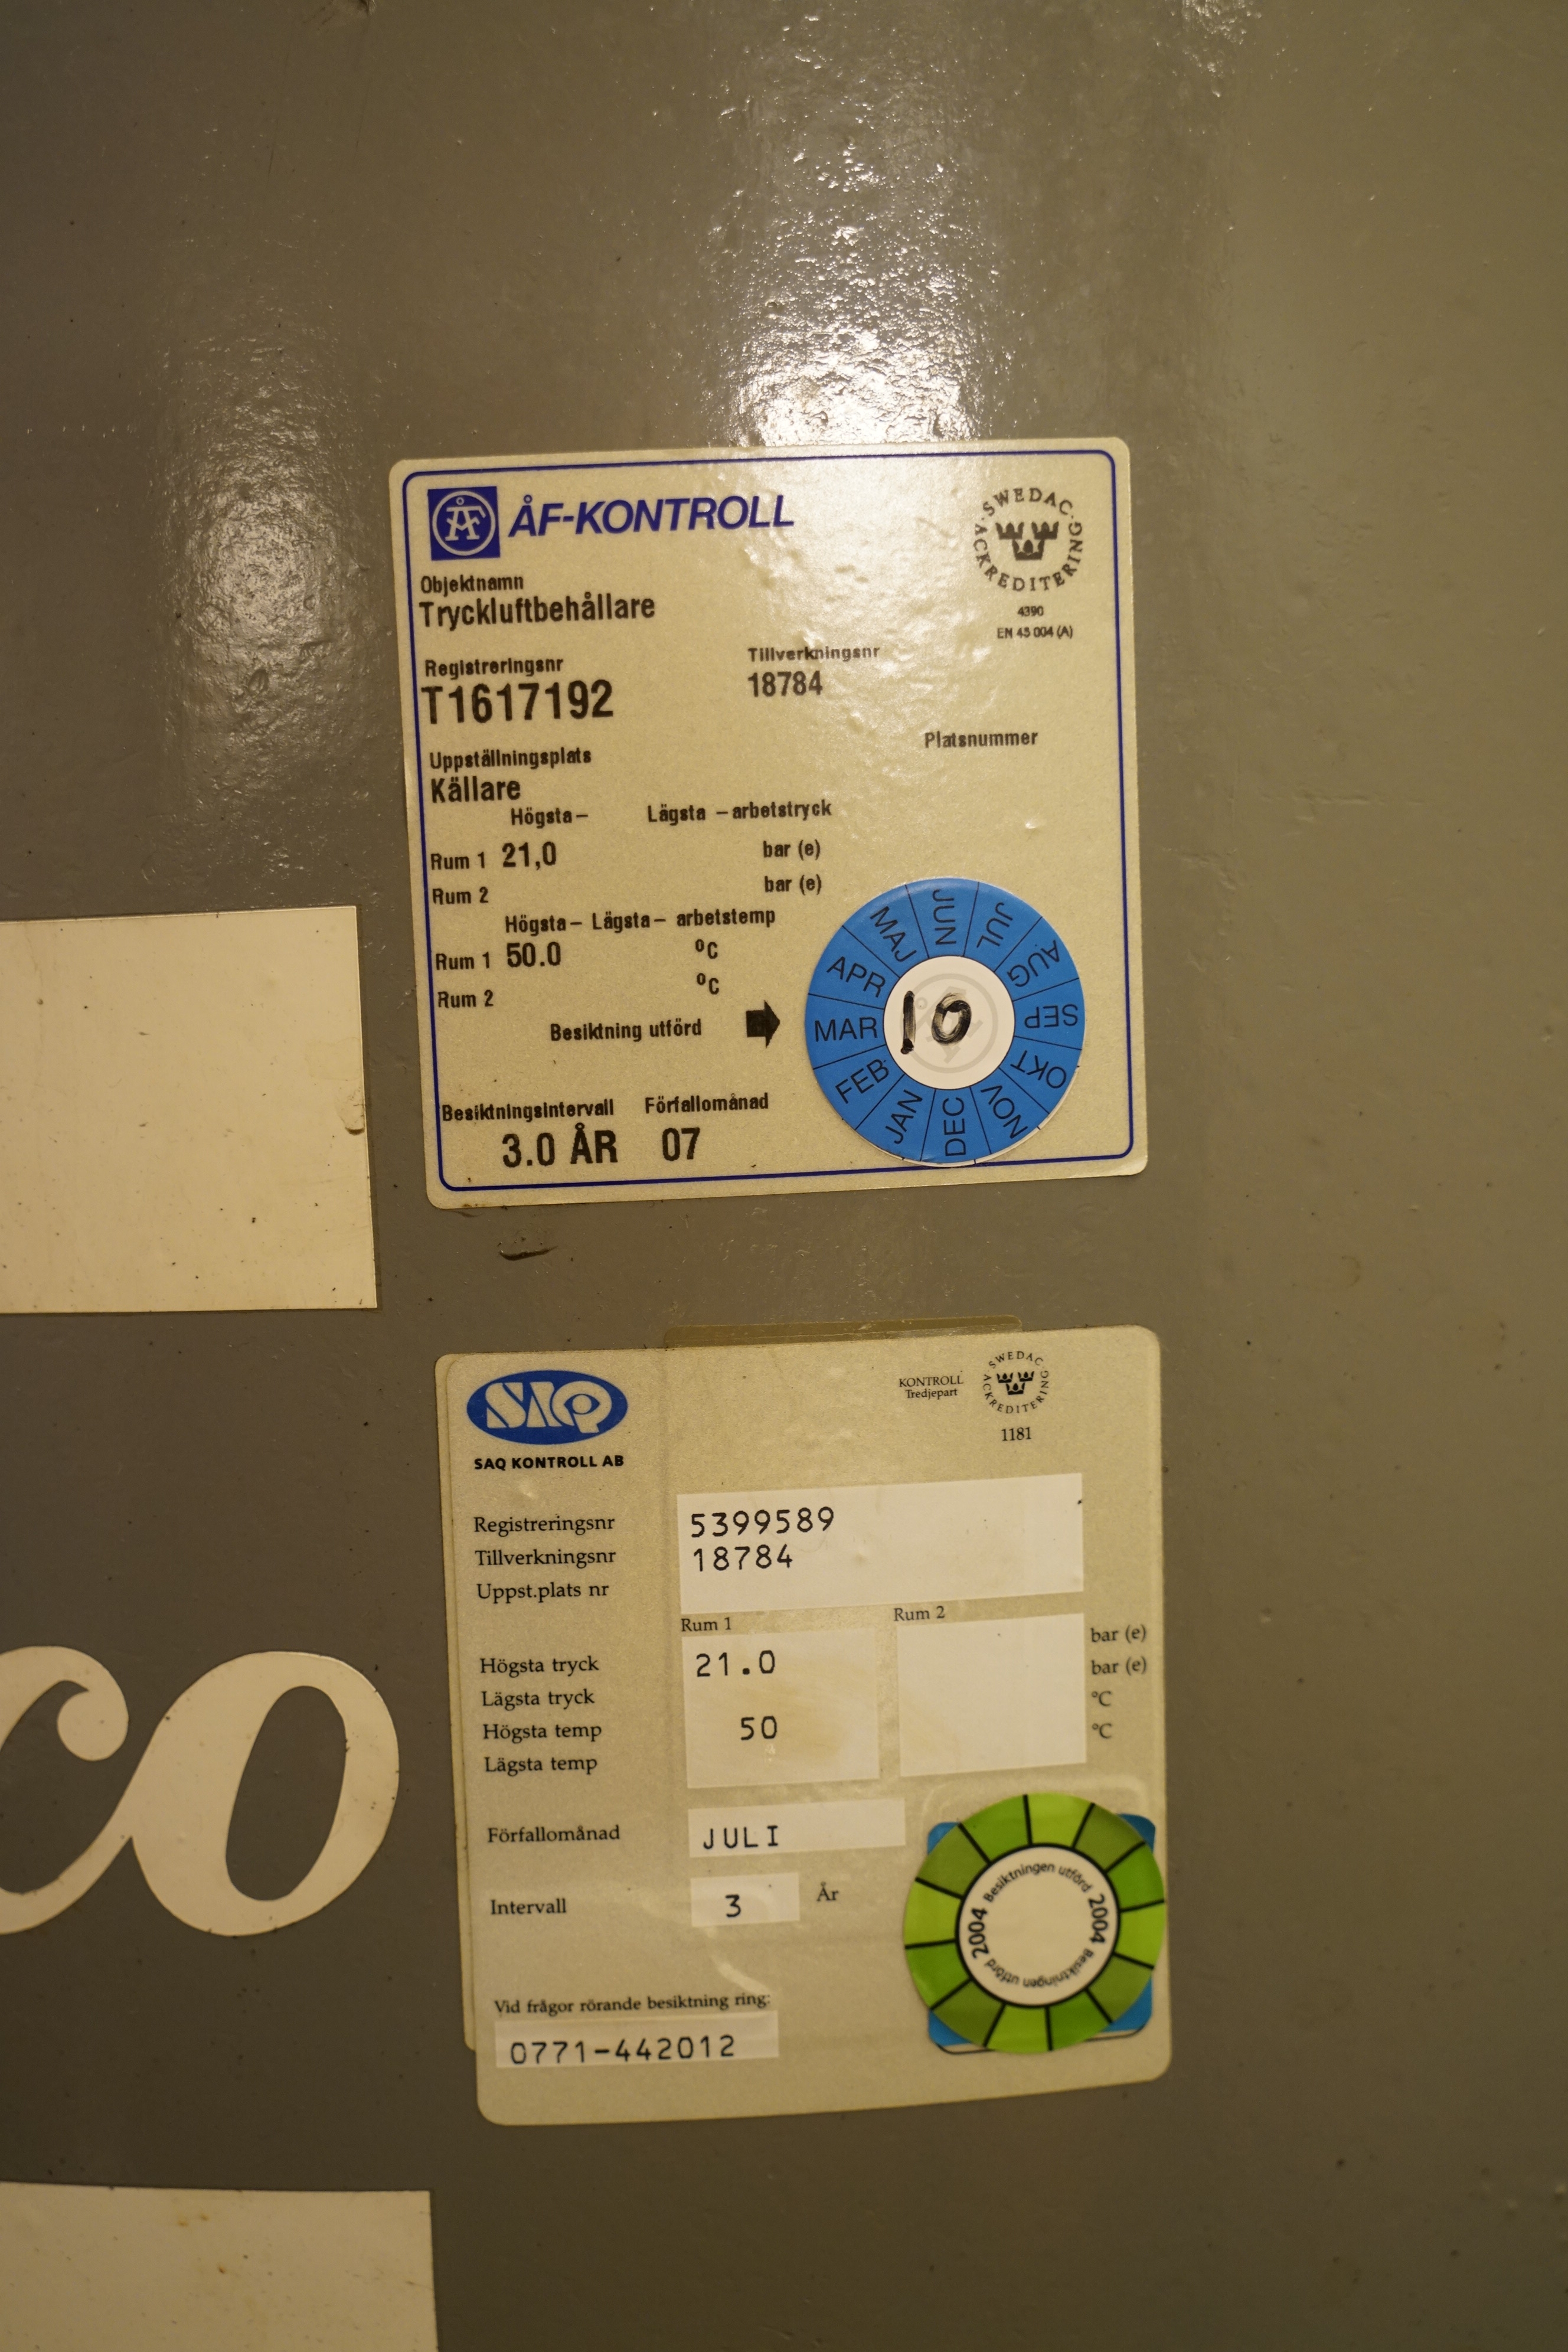 ÅF ÅF-KONTROLL
SWEDAC ACKREDITERING
4390
EN 45 004 (A)
Objektnamn
Tryckluftbehållare
Registreringsnr Tillverkningsnr
T1617192 18784
Uppställningsplats Platsnummer
Källare
Högsta- Lägsta -arbetstryck
Rum 1 21,0 bar (e)
Rum 2 bar (e)
Högsta- Lägsta- arbetstemp
Rum 1 50.0 °C
Rum 2 °C
Besiktning utförd
JAN FEB MAR APR MAJ JUN JUL AUG SEP OKT NOV DEC
10
Besiktningsintervall Förfallomånad
3.0 ÅR 07
SAQ
SAQ KONTROLL AB
KONTROLL
Tredjepart
SWEDAC ACKREDITERING
1181
Registreringsnr 5399589
Tillverkningsnr 18784
Uppst.plats nr
Rum 1 Rum 2
bar (e)
Högsta tryck 21.0 bar (e)
Lägsta tryck °C
Högsta temp 50 °C
Lägsta temp
Förfallomånad JULI
Intervall 3 År
2004 Besiktningen utförd 2004 Besiktningen utförd
Vid frågor rörande besiktning ring:
0771-442012
co